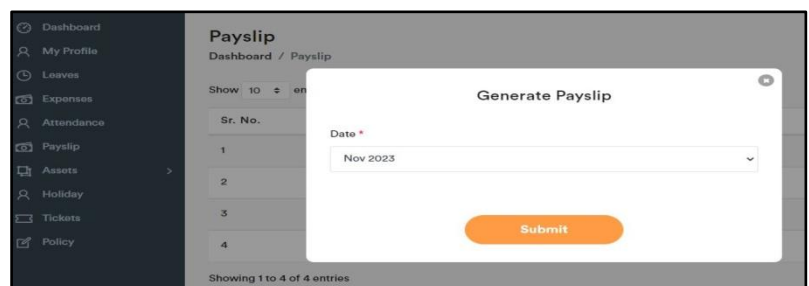 Dashboard
My Profile
Leaves
Expenses
Attendance
Payslip
Assets >
Holiday
Tickets
Policy
Payslip
Dashboard / Payslip
Show 10 en
Sr. No.
1
2
3
4
Showing 1 to 4 of 4 entries
Generate Payslip
Date *
Nov 2023
Submit